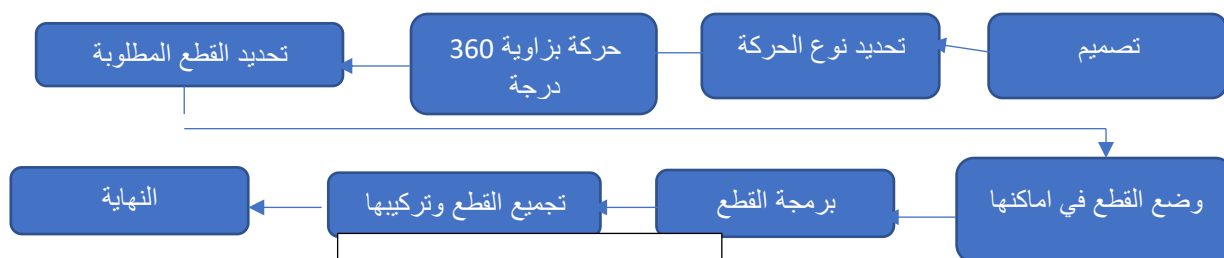 تصميم
تحديد نوع الحركة
حركة بزاوية 360
درجة
تحديد القطع المطلوبة
وضع القطع في اماكنها
برمجة القطع
تجميع القطع وتركيبها
النهاية